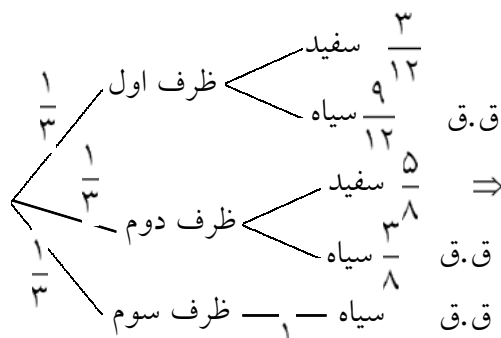 سفید ۳/۱۲
ظرف اول ۱/۳
سیاه ۹/۱۲ ق.ق
سفید ۵/۸ ⇒
ظرف دوم ۱/۳
سیاه ۳/۸ ق.ق
ظرف سوم ۱/۳ — ۱ — سیاه ق.ق